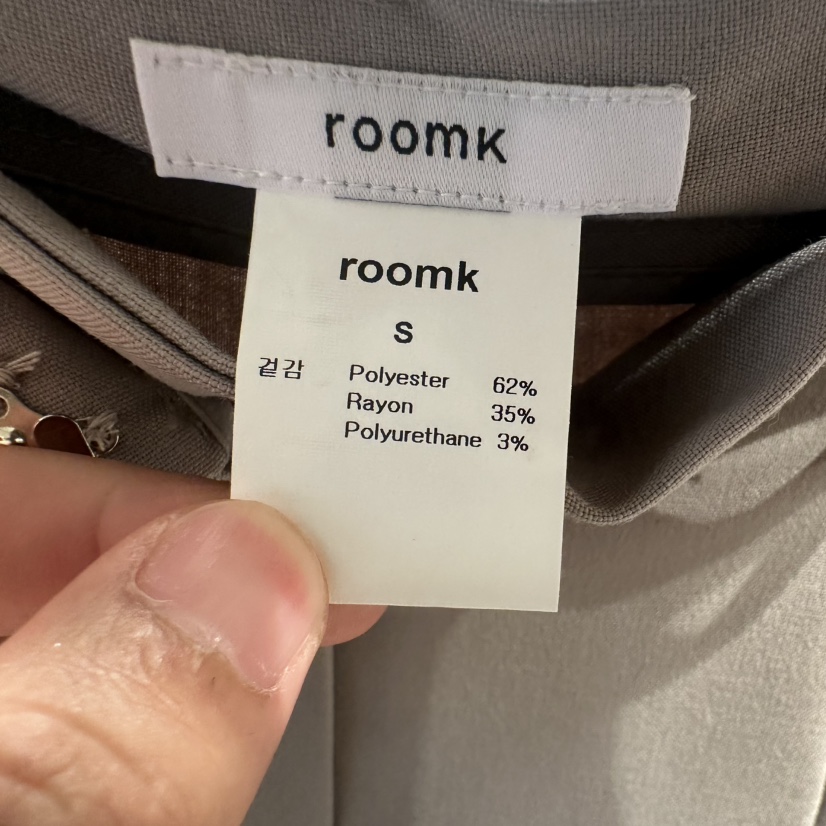 roomk
roomk
S
겉감 Polyester 62%
Rayon 35%
Polyurethane 3%